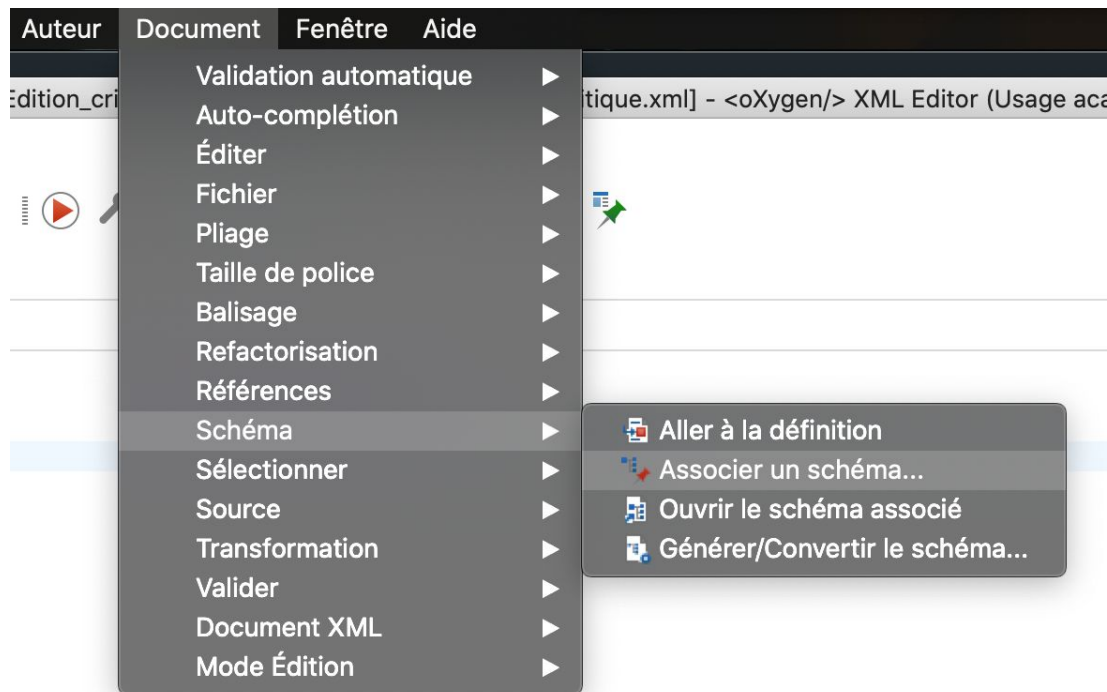 Auteur Document Fenêtre Aide
Edition_cri tique.xml] - <oXygen/> XML Editor (Usage aca
Validation automatique
Auto-complétion
Éditer
Fichier
Pliage
Taille de police
Balisage
Refactorisation
Références
Schéma
Sélectionner
Source
Transformation
Valider
Document XML
Mode Édition
Aller à la définition
Associer un schéma...
Ouvrir le schéma associé
Générer/Convertir le schéma...